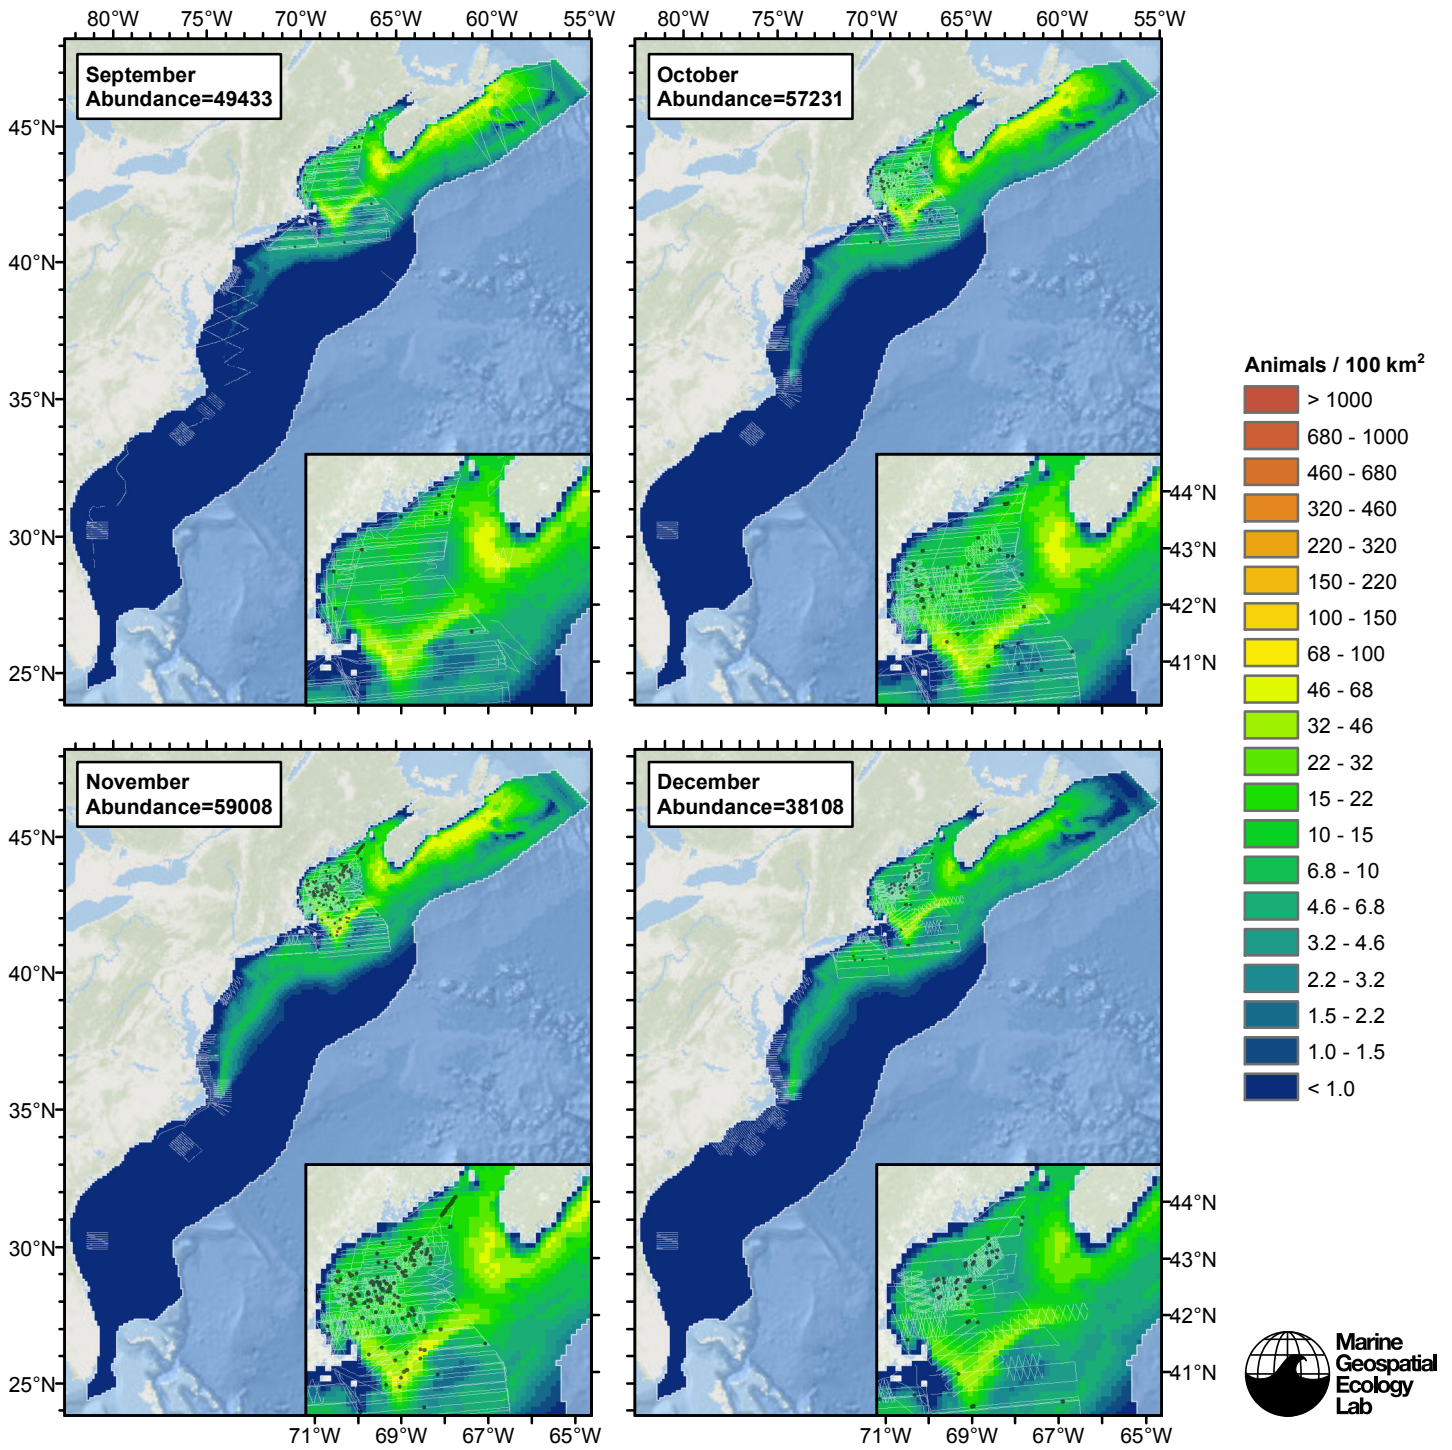 80°W 75°W 70°W 65°W 60°W 55°W
80°W 75°W 70°W 65°W 60°W 55°W
September
Abundance=49433
October
Abundance=57231
45°N
40°N
35°N
30°N
25°N
44°N
43°N
42°N
41°N
November
Abundance=59008
December
Abundance=38108
45°N
40°N
35°N
30°N
25°N
44°N
43°N
42°N
41°N
71°W 69°W 67°W 65°W
71°W 69°W 67°W 65°W
Animals / 100 km²
> 1000
680 - 1000
460 - 680
320 - 460
220 - 320
150 - 220
100 - 150
68 - 100
46 - 68
32 - 46
22 - 32
15 - 22
10 - 15
6.8 - 10
4.6 - 6.8
3.2 - 4.6
2.2 - 3.2
1.5 - 2.2
1.0 - 1.5
< 1.0
Marine
Geospatial
Ecology
Lab